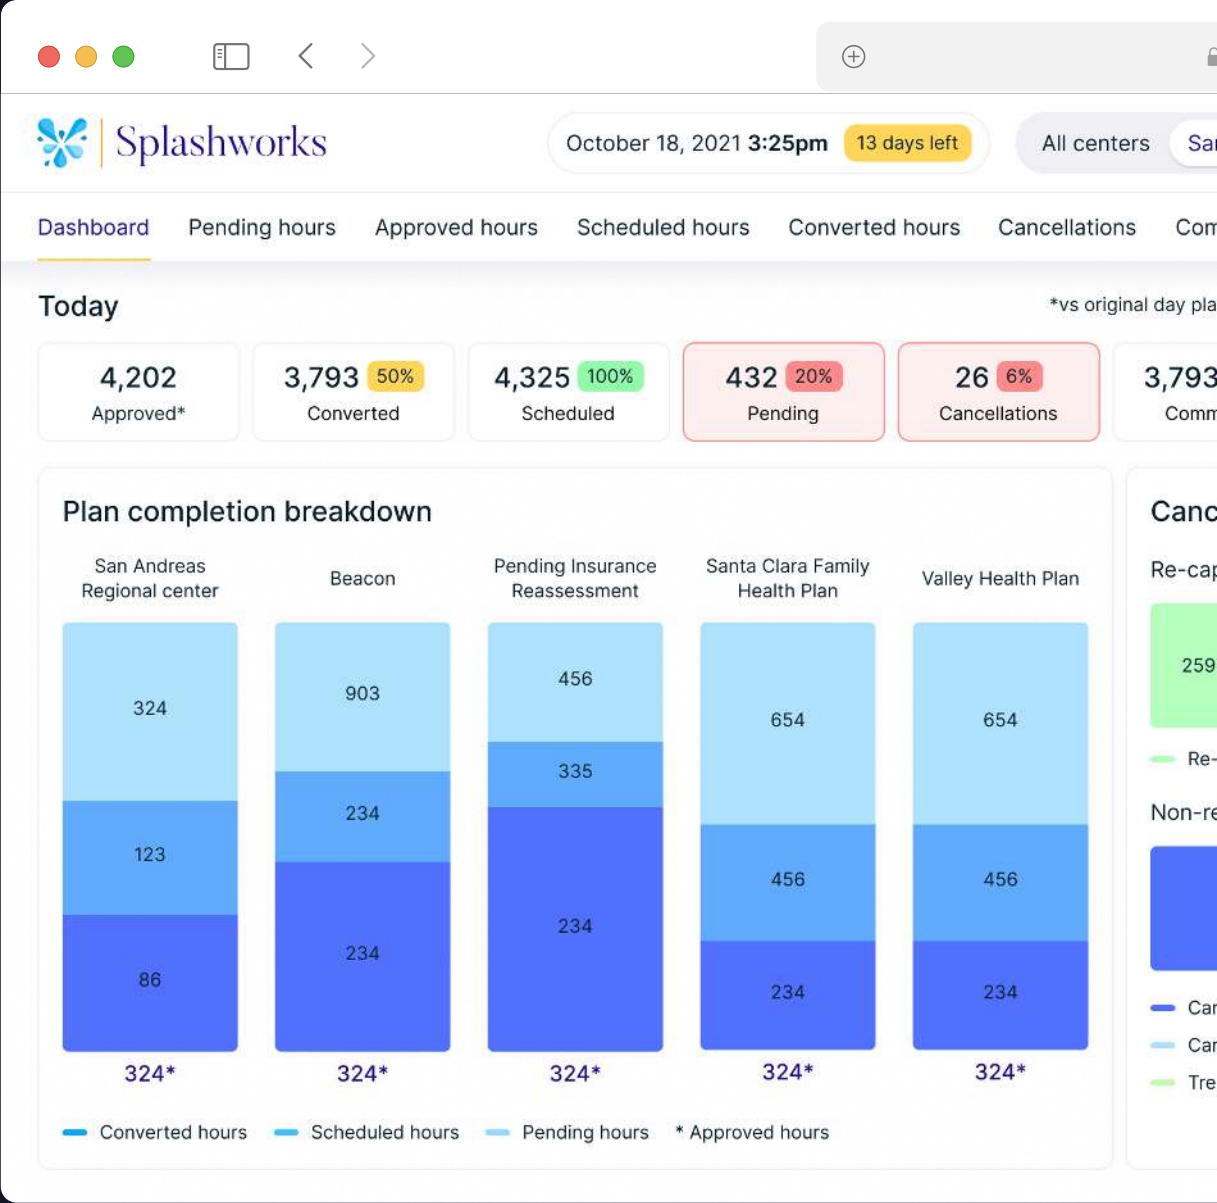 Splashworks
October 18, 2021 3:25pm 13 days left
All centers
Dashboard Pending hours Approved hours Scheduled hours Converted hours Cancellations
Today
*vs original day
4,202
Approved*
3,793 50%
Converted
4,325 100%
Scheduled
432 20%
Pending
26 6%
Cancellations
3,793
Plan completion breakdown
San Andreas
Regional center
324
123
86
324*
Beacon
903
234
234
324*
Pending Insurance
Reassessment
456
335
234
324*
Santa Clara Family
Health Plan
654
456
234
324*
Valley Health Plan
654
456
234
324*
Converted hours Scheduled hours Pending hours * Approved hours
259